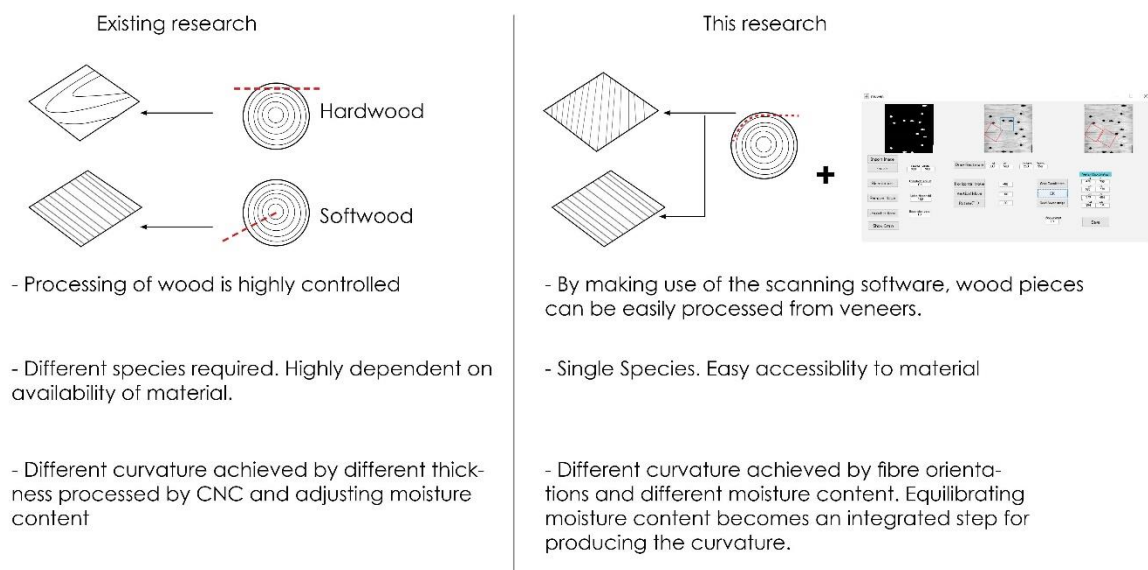 Existing research
Hardwood
Softwood
- Processing of wood is highly controlled
- Different species required. Highly dependent on
availability of material.
- Different curvature achieved by different thick-
ness processed by CNC and adjusting moisture
content
This research
+
- By making use of the scanning software, wood pieces
can be easily processed from veneers.
- Single Species. Easy accessiblity to material
- Different curvature achieved by fibre orienta-
tions and different moisture content. Equilibrating
moisture content becomes an integrated step for
producing the curvature.